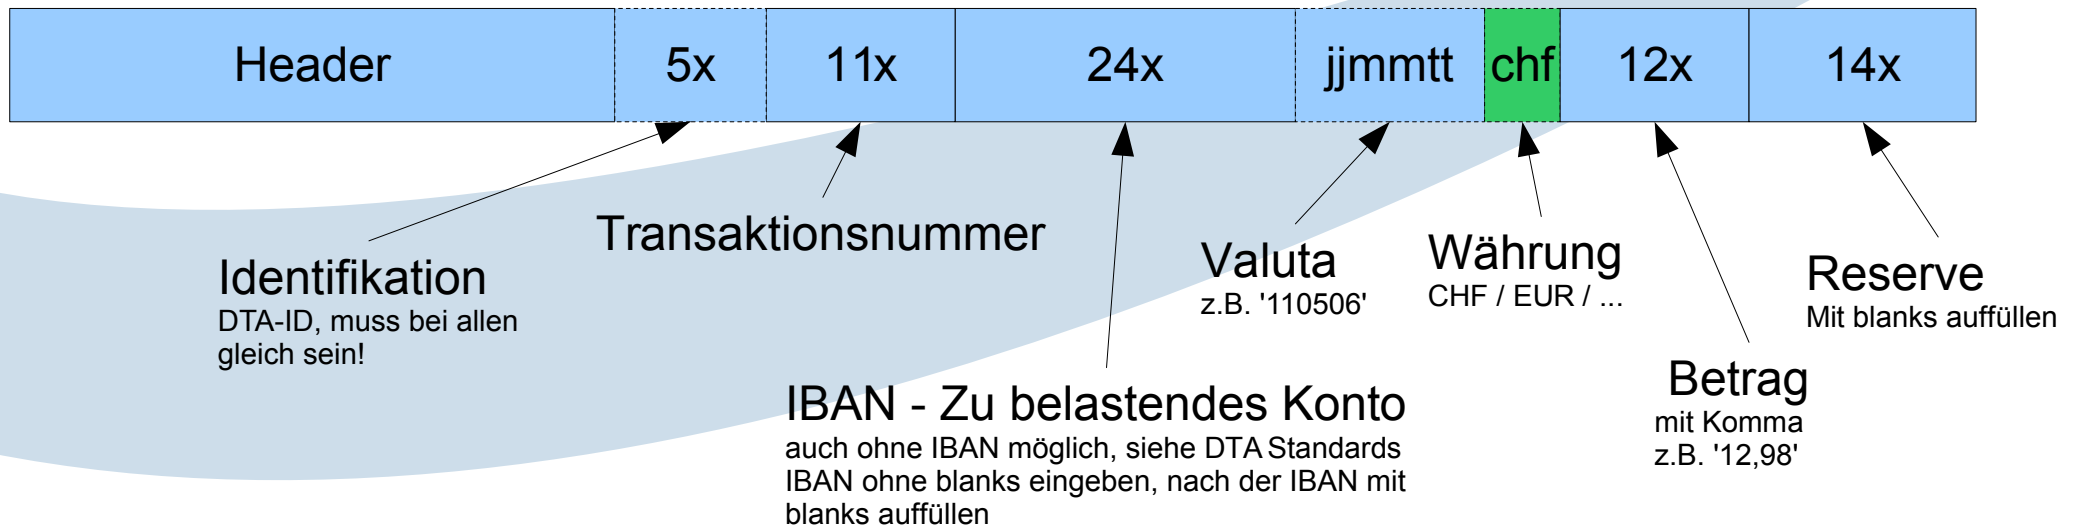 Header 5x 11x 24x jjmmtt chf 12x 14x
Transaktionsnummer
Identifikation
DTA-ID, muss bei allen
gleich sein!
Valuta
z.B. '110506'
Währung
CHF / EUR / ...
Reserve
Mit blanks auffüllen
IBAN - Zu belastendes Konto
auch ohne IBAN möglich, siehe DTA Standards
IBAN ohne blanks eingeben, nach der IBAN mit
blanks auffüllen
Betrag
mit Komma
z.B. '12,98'